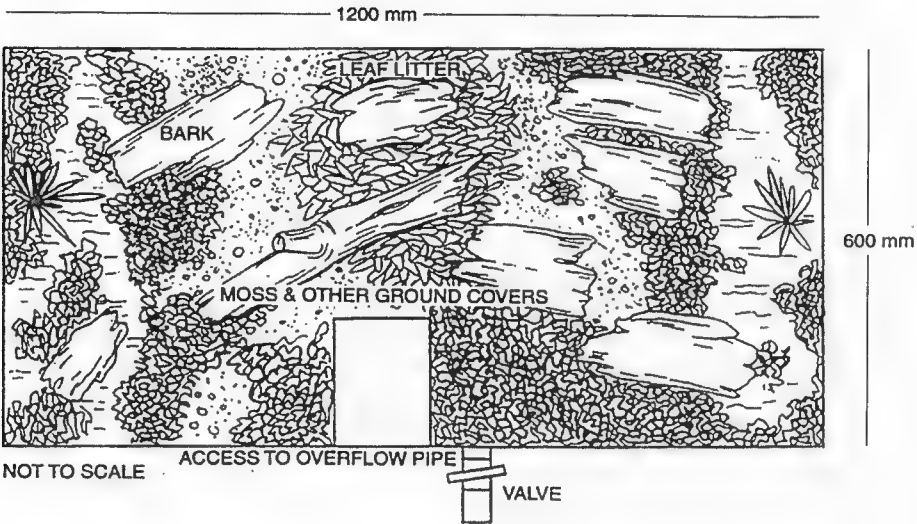 1200 mm
LEAF LITTER
BARK
600 mm
MOSS & OTHER GROUND COVERS
ACCESS TO OVERFLOW PIPE
NOT TO SCALE
VALVE